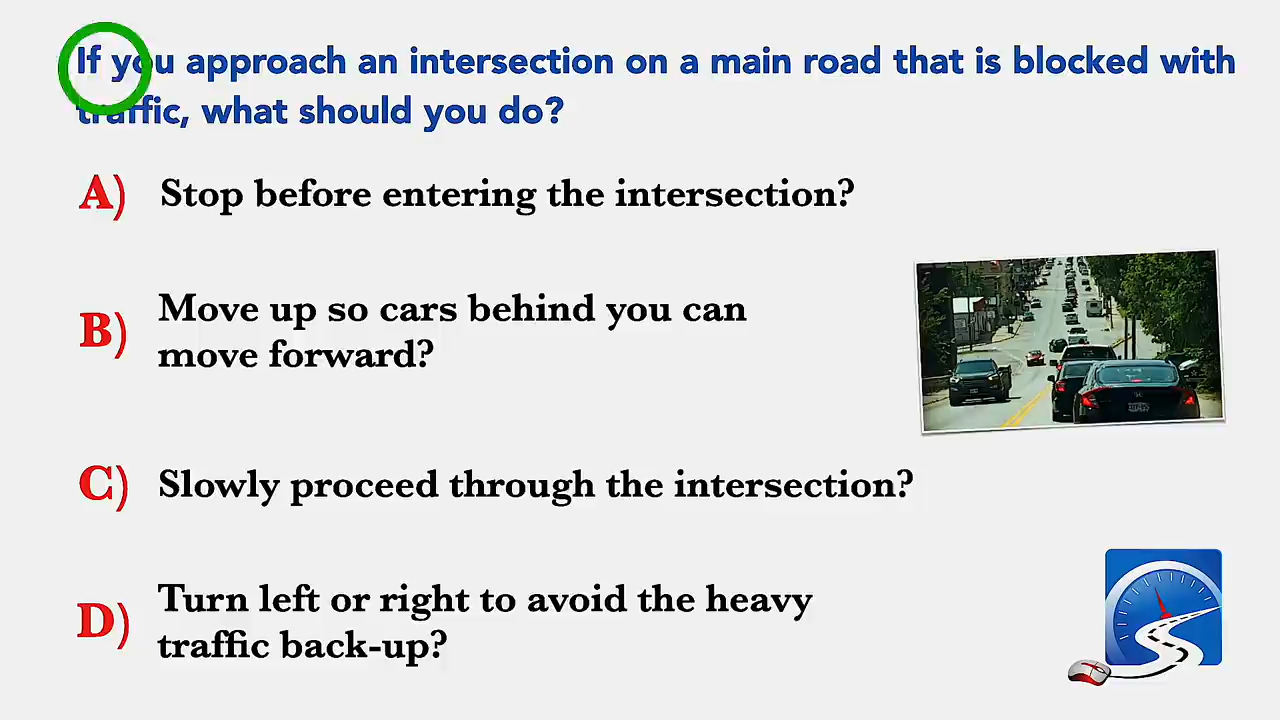 If you approach an intersection on a main road that is blocked with
traffic, what should you do?
A) Stop before entering the intersection?
B) Move up so cars behind you can
move forward?
C) Slowly proceed through the intersection?
D) Turn left or right to avoid the heavy
traffic back-up?